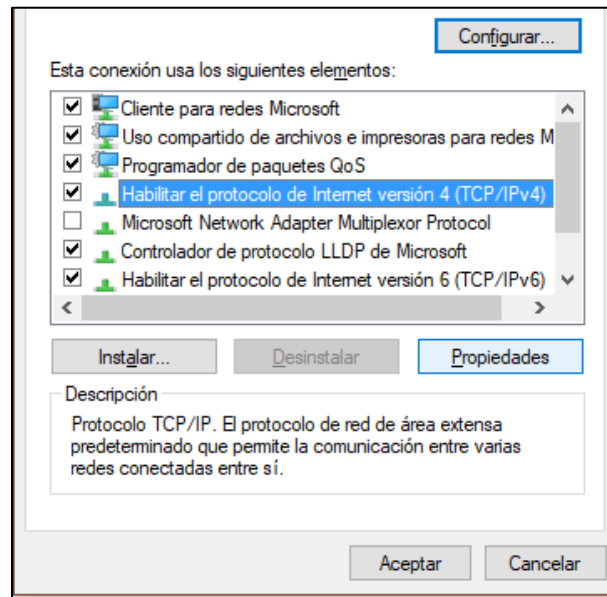 Configurar...
Esta conexión usa los siguientes elementos:
Cliente para redes Microsoft
Uso compartido de archivos e impresoras para redes M
Programador de paquetes QoS
Habilitar el protocolo de Internet versión 4 (TCP/IPv4)
Microsoft Network Adapter Multiplexor Protocol
Controlador de protocolo LLDP de Microsoft
Habilitar el protocolo de Internet versión 6 (TCP/IPv6)
Instalar... Desinstalar Propiedades
Descripción
Protocolo TCP/IP. El protocolo de red de área extensa
predeterminado que permite la comunicación entre varias
redes conectadas entre sí.
Aceptar Cancelar